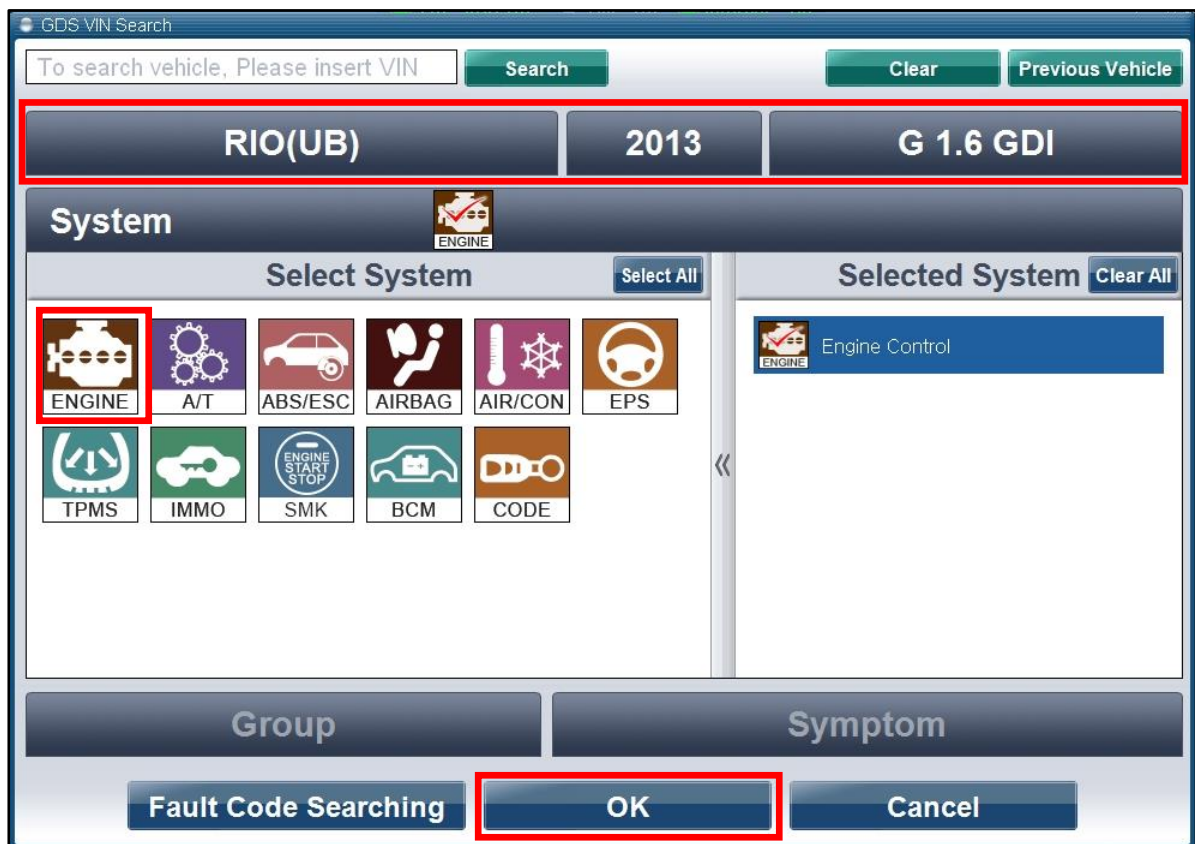 GDS VIN Search
To search vehicle, Please insert VIN Search Clear Previous Vehicle
RIO(UB) 2013 G 1.6 GDI
System ENGINE
Select System Select All Selected System Clear All
ENGINE A/T ABS/ESC AIRBAG AIR/CON EPS
ENGINE Engine Control
ENGINE
START
STOP
TPMS IMMO SMK BCM CODE
«
Group Symptom
Fault Code Searching OK Cancel